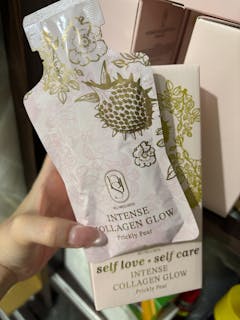 INTENSE
COLLAGEN GLOW
Prickly Pear
self love • self care
INTENSE
COLLAGEN GLOW
Prickly Pear